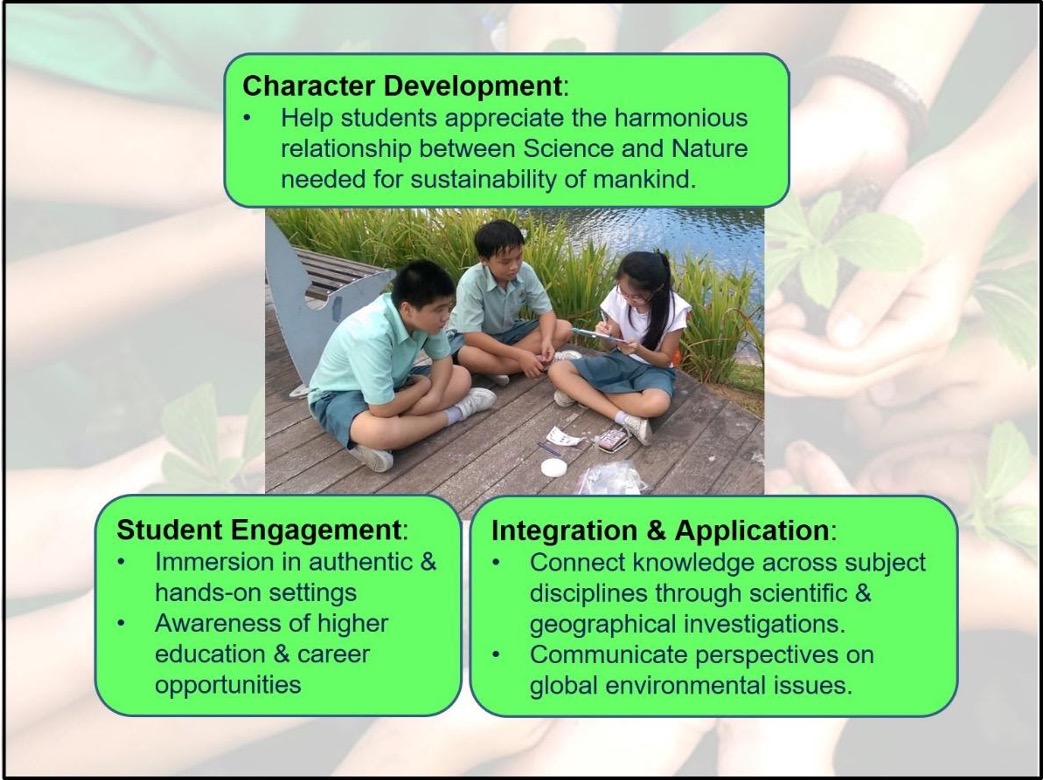 Character Development:
• Help students appreciate the harmonious
relationship between Science and Nature
needed for sustainability of mankind.
Student Engagement:
• Immersion in authentic &
hands-on settings
• Awareness of higher
education & career
opportunities
Integration & Application:
• Connect knowledge across subject
disciplines through scientific &
geographical investigations.
• Communicate perspectives on
global environmental issues.